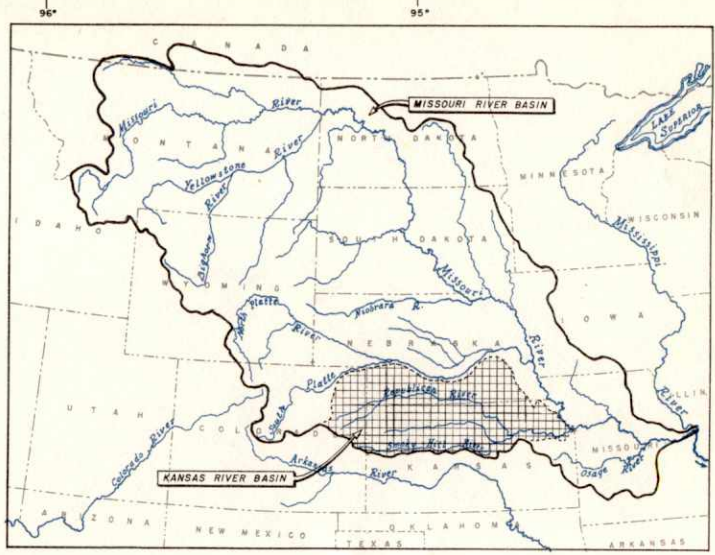 96°
95°
CANADA
MISSOURI RIVER BASIN
Missouri
River
LAKE SUPERIOR
MONTANA
NORTH DAKOTA
MINNESOTA
Yellowstone
River
Mississippi
WISCONSIN
IDAHO
Bighorn
River
SOUTH DAKOTA
Missouri
WYOMING
North Platte
River
Niobrara R.
IOWA
NEBRASKA
River
River
ILLIN
Platte
South
Republican River
UTAH
COLORADO
Colorado River
Smoky Hill River
MISSOURI
Osage River
Arkansas
River
KANSAS
KANSAS RIVER BASIN
ARIZONA
NEW MEXICO
OKLAHOMA
TEXAS
ARKANSAS